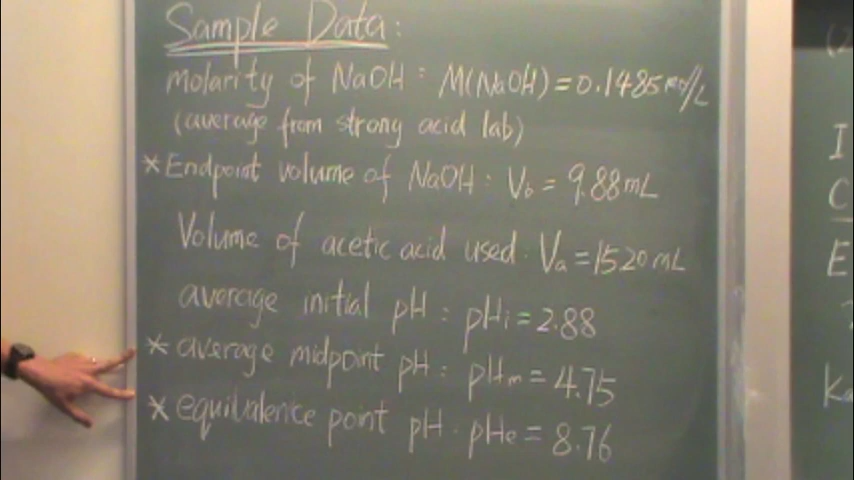 Sample Data:
molarity of NaOH : M(NaOH) = 0.1485 mol/L
(average from strong acid lab)
* Endpoint volume of NaOH : Vb = 9.88 mL
Volume of acetic acid used. Va = 1520 mL
average initial pH : pHi = 2.88
* average midpoint pH : pHm = 4.75
* equivalence point pH. pHe = 8.76
I
C
E
Ka